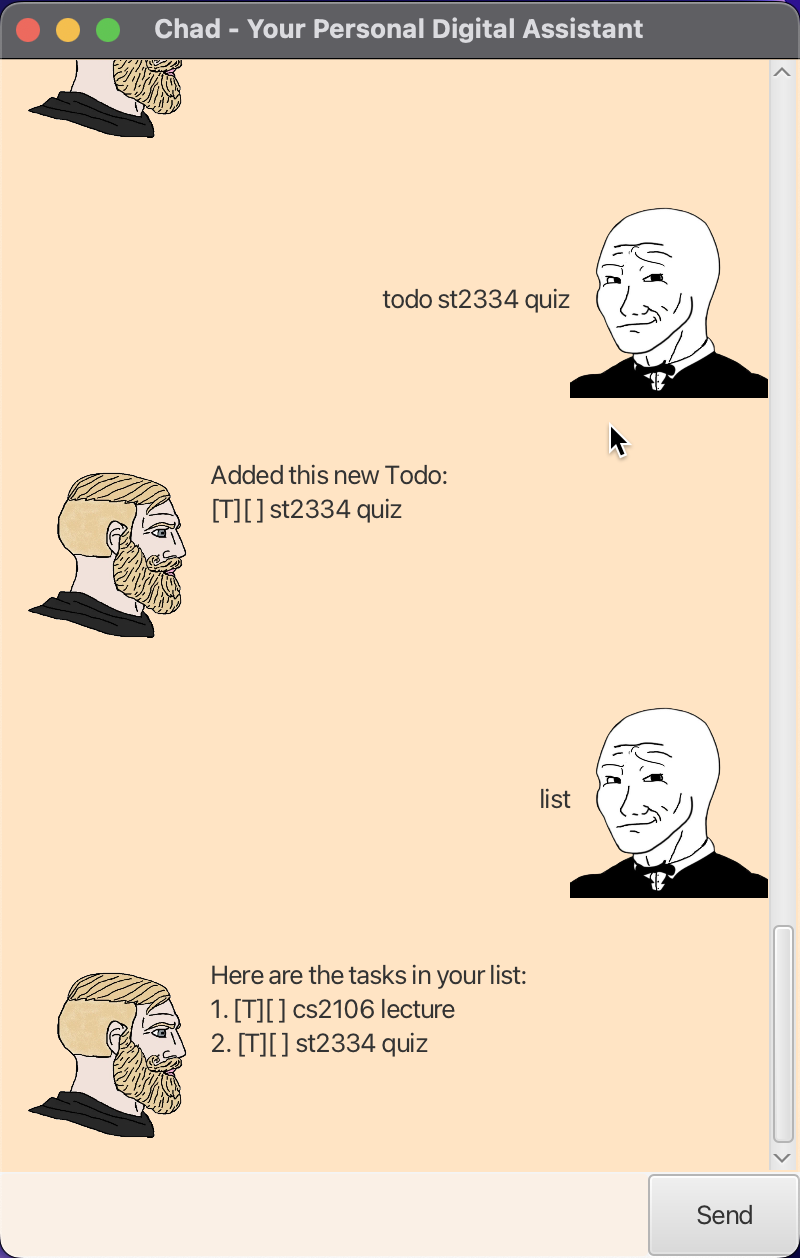 Chad - Your Personal Digital Assistant
todo st2334 quiz
Added this new Todo:
[T][ ] st2334 quiz
list
Here are the tasks in your list:
1. [T][ ] cs2106 lecture
2. [T][ ] st2334 quiz
Send